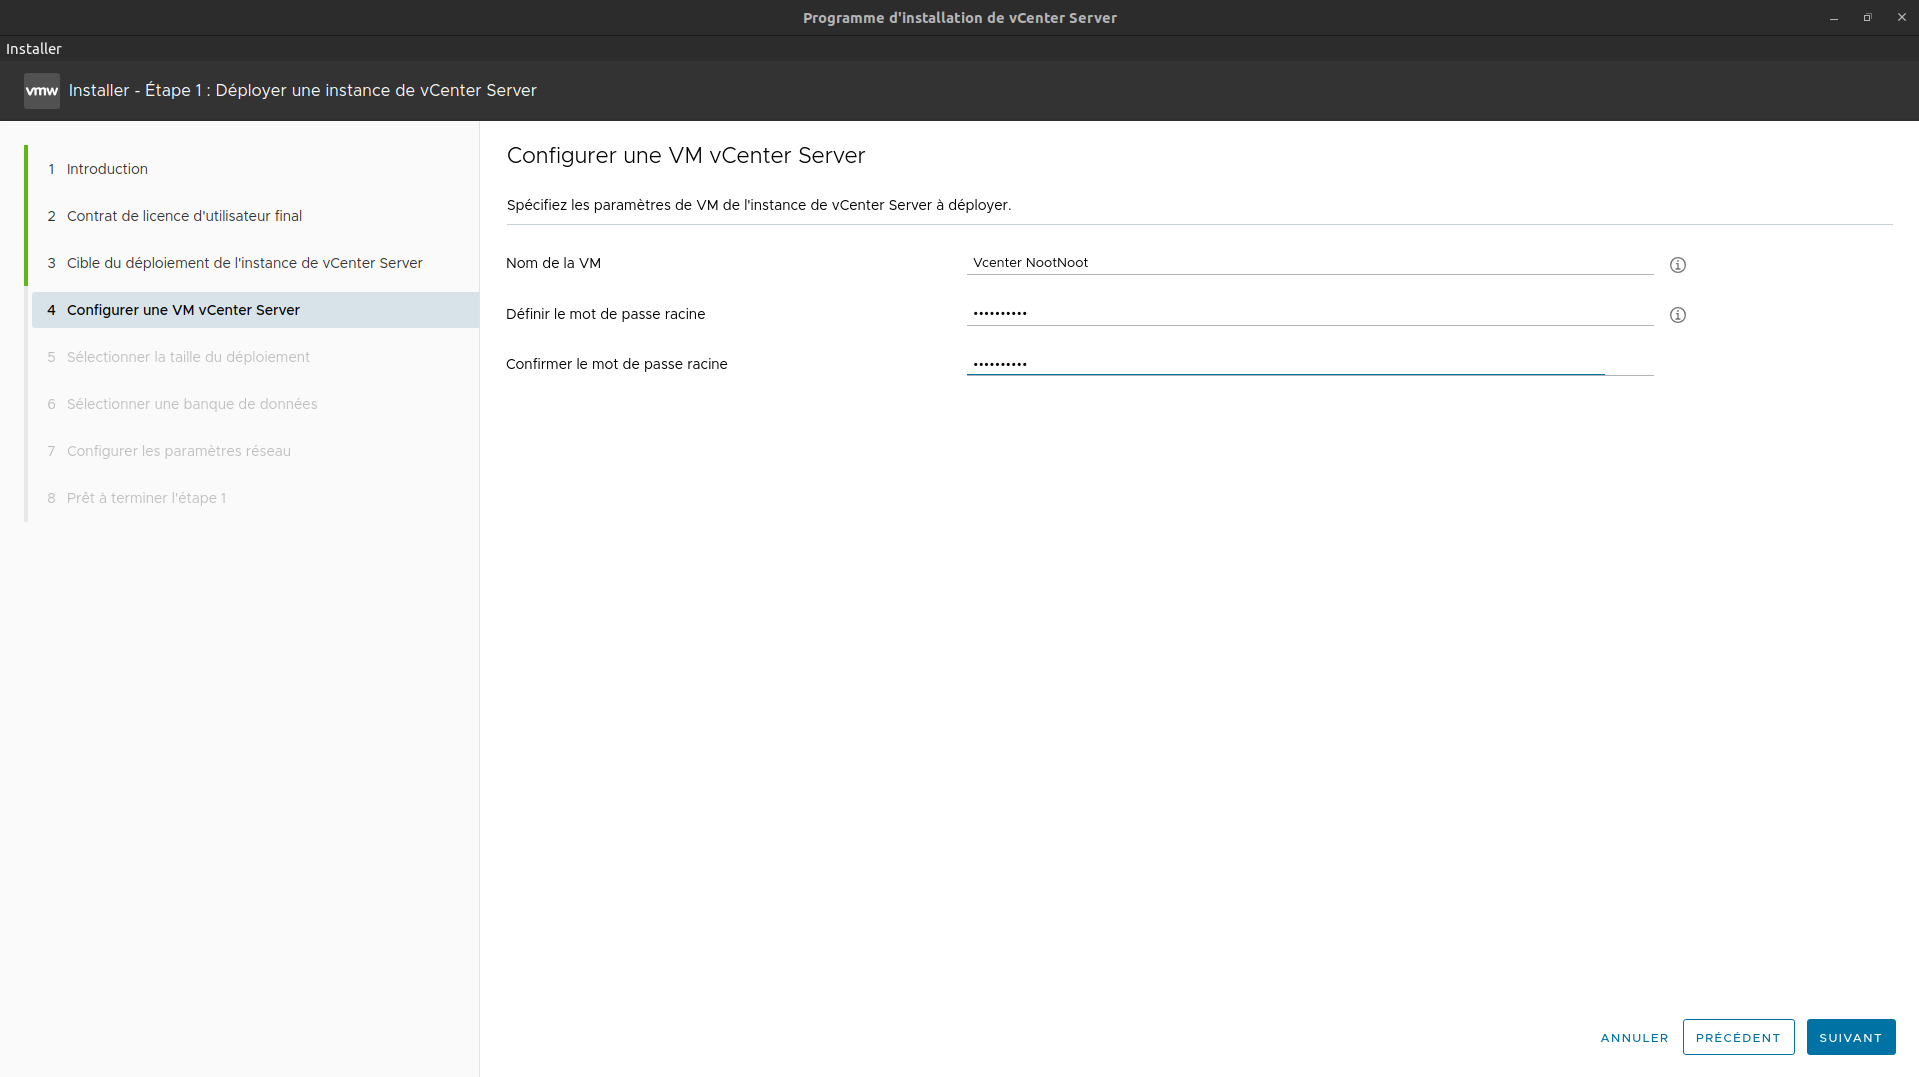 Programme d'installation de vCenter Server
Installer
vmw Installer - Étape 1 : Déployer une instance de vCenter Server
1 Introduction
2 Contrat de licence d'utilisateur final
3 Cible du déploiement de l'instance de vCenter Server
4 Configurer une VM vCenter Server
5 Sélectionner la taille du déploiement
6 Sélectionner une banque de données
7 Configurer les paramètres réseau
8 Prêt à terminer l'étape 1
Configurer une VM vCenter Server
Spécifiez les paramètres de VM de l'instance de vCenter Server à déployer.
Nom de la VM Vcenter NootNoot
Définir le mot de passe racine ••••••••••
Confirmer le mot de passe racine ••••••••••
ANNULER PRÉCÉDENT SUIVANT